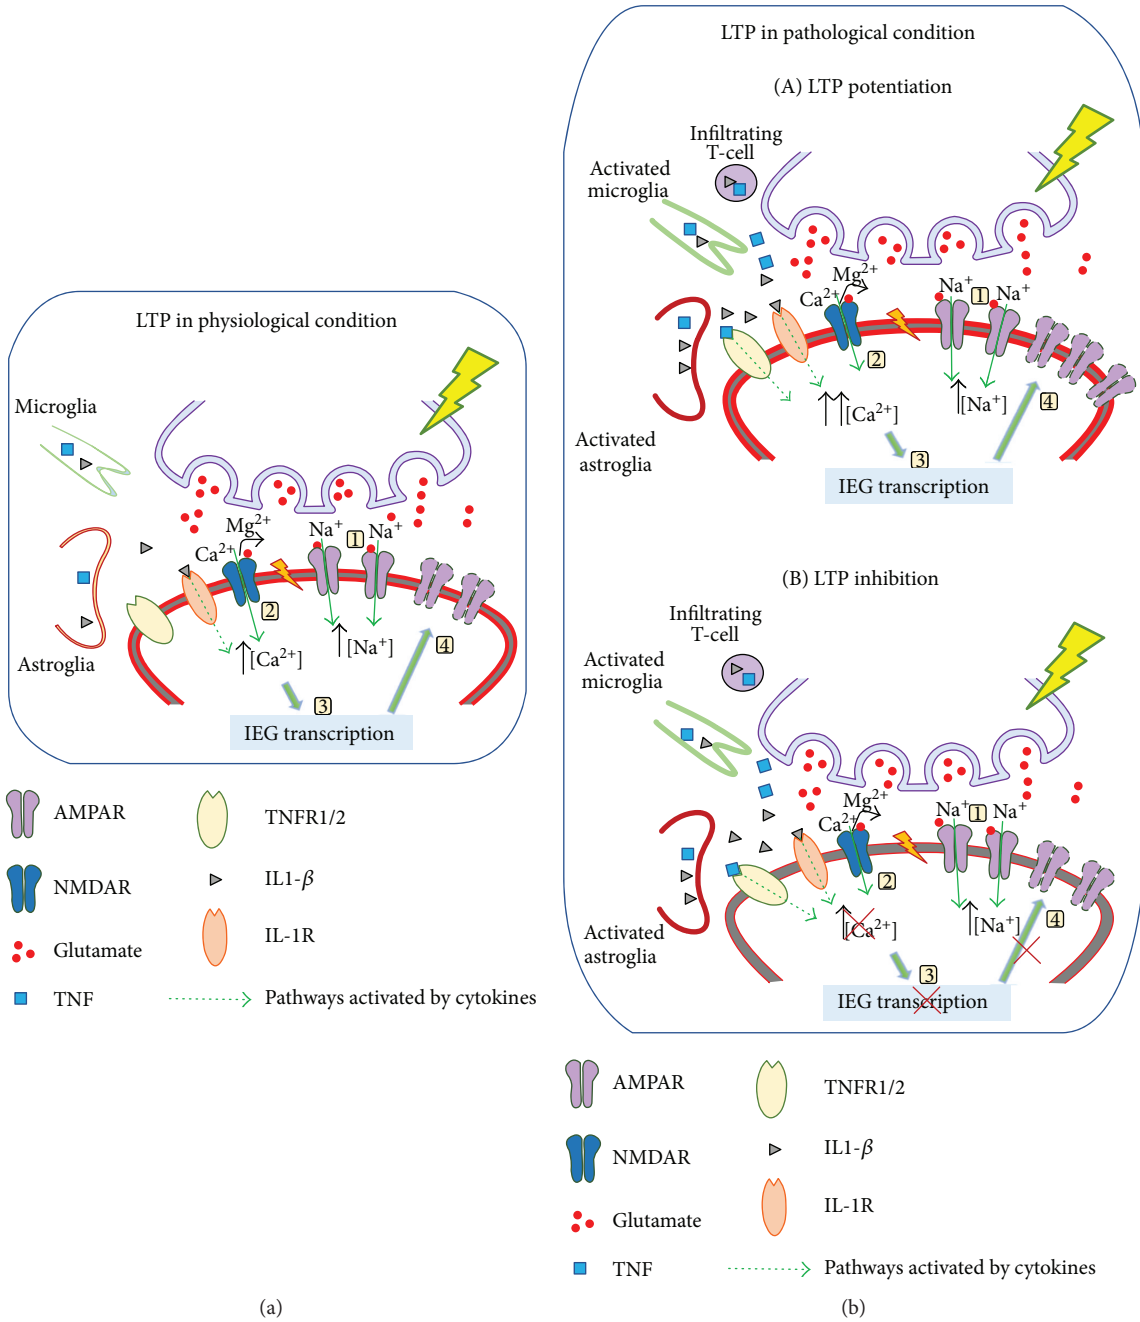 LTP in physiological condition
Microglia
Mg²⁺
Ca²⁺
Na⁺
1
Na⁺
2
[Ca²⁺]
[Na⁺]
4
Astroglia
3
IEG transcription
AMPAR
TNFR1/2
NMDAR
IL1-β
Glutamate
IL-1R
TNF
Pathways activated by cytokines
(a)
LTP in pathological condition
(A) LTP potentiation
Infiltrating
T-cell
Activated
microglia
Mg²⁺
Ca²⁺
Na⁺
1
Na⁺
2
[Ca²⁺]
[Na⁺]
4
Activated
astroglia
3
IEG transcription
(B) LTP inhibition
Infiltrating
T-cell
Activated
microglia
Mg²⁺
Ca²⁺
Na⁺
1
Na⁺
2
[Ca²⁺]
[Na⁺]
4
Activated
astroglia
3
IEG transcription
AMPAR
TNFR1/2
NMDAR
IL1-β
Glutamate
IL-1R
TNF
Pathways activated by cytokines
(b)